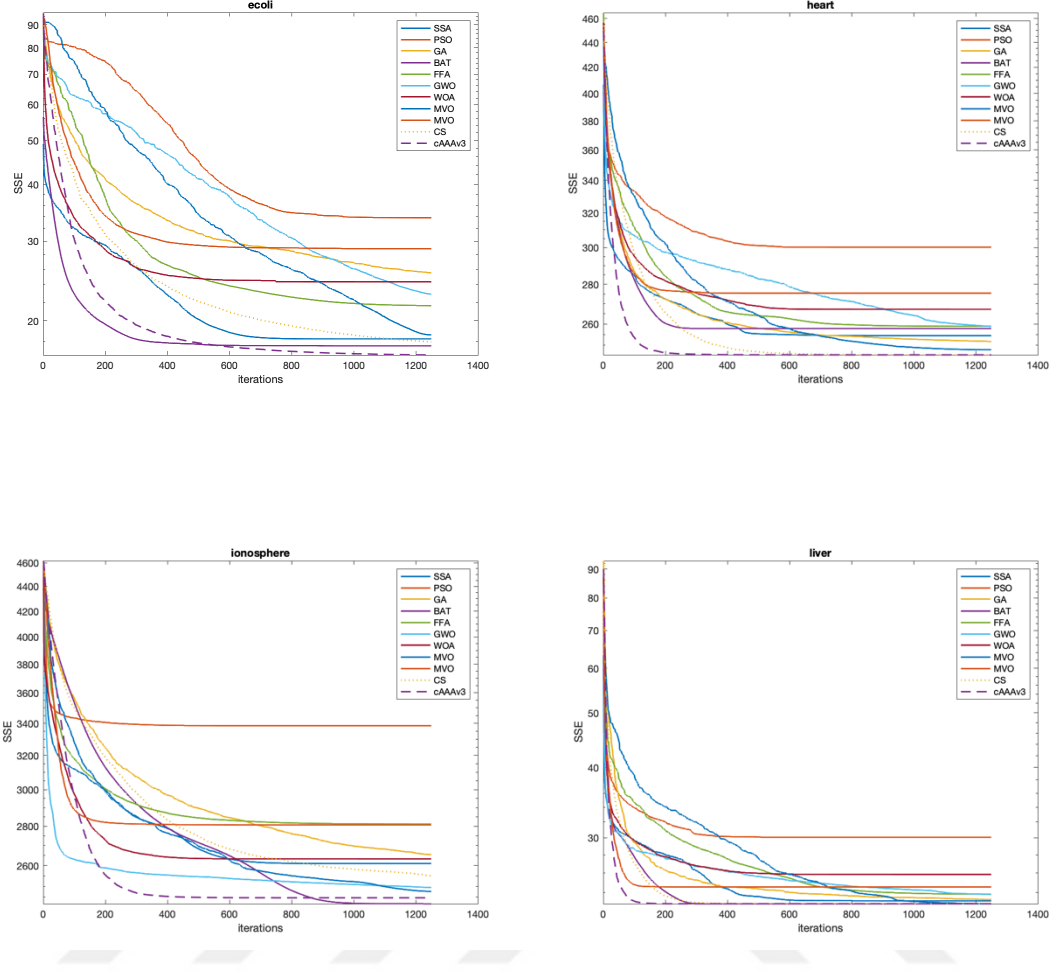 ecoli
90
80
70
60
50
40
30
20
SSE
0 200 400 600 800 1000 1200 1400
iterations
SSA
PSO
GA
BAT
FFA
GWO
WOA
MVO
MVO
CS
cAAAv3
heart
460
440
420
400
380
360
340
320
300
280
260
SSE
0 200 400 600 800 1000 1200 1400
iterations
SSA
PSO
GA
BAT
FFA
GWO
WOA
MVO
MVO
CS
cAAAv3
ionosphere
4600
4400
4200
4000
3800
3600
3400
3200
3000
2800
2600
SSE
0 200 400 600 800 1000 1200 1400
iterations
SSA
PSO
GA
BAT
FFA
GWO
WOA
MVO
MVO
CS
cAAAv3
liver
90
80
70
60
50
40
30
SSE
0 200 400 600 800 1000 1200 1400
iterations
SSA
PSO
GA
BAT
FFA
GWO
WOA
MVO
MVO
CS
cAAAv3